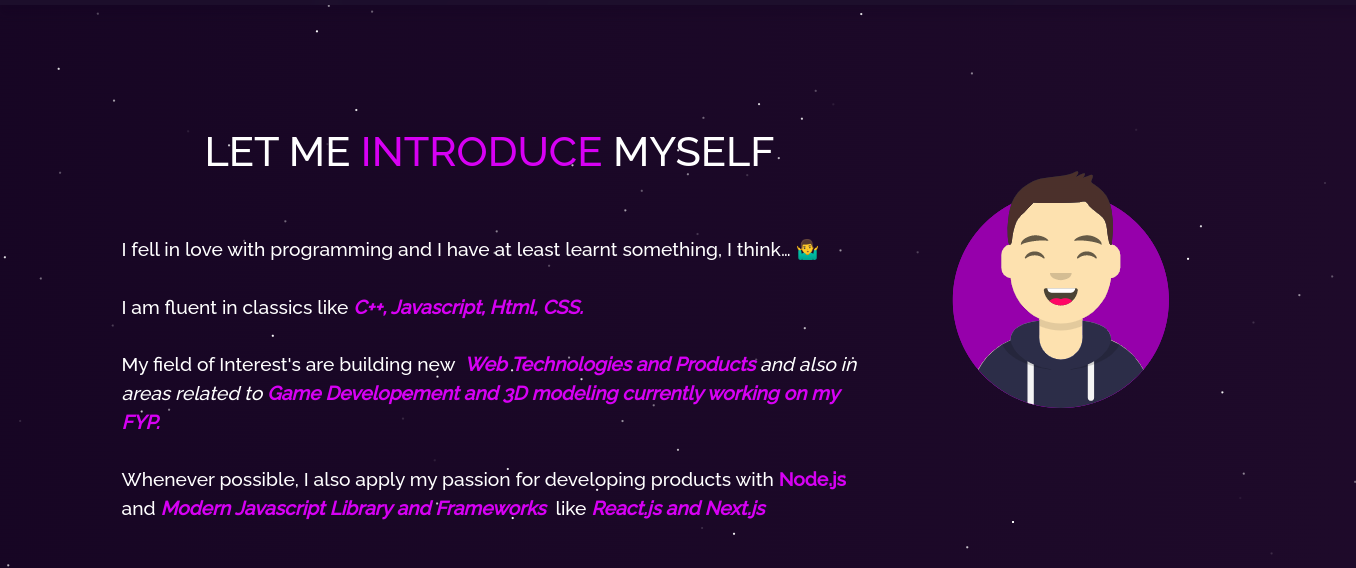 LET ME INTRODUCE MYSELF
I fell in love with programming and I have at least learnt something, I think… 🤷‍♂️
I am fluent in classics like C++, Javascript, Html, CSS.
My field of Interest's are building new Web Technologies and Products and also in
areas related to Game Developement and 3D modeling currently working on my
FYP.
Whenever possible, I also apply my passion for developing products with Node.js
and Modern Javascript Library and Frameworks like React.js and Next.js